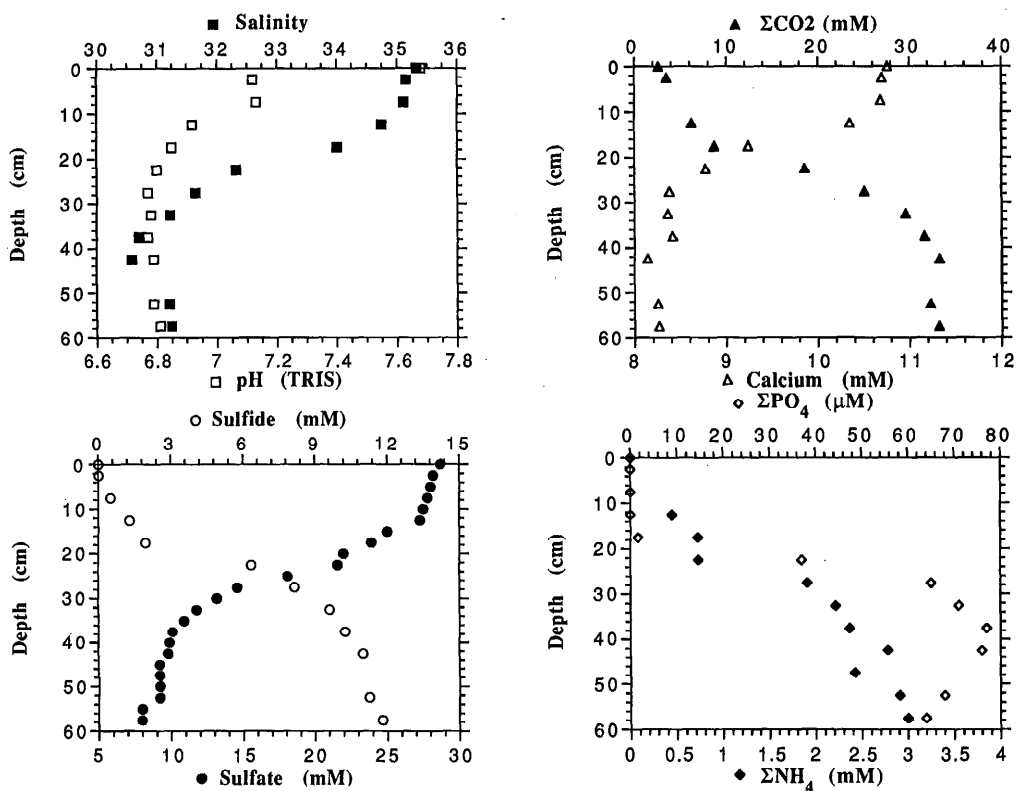 ■ Salinity
30 31 32 33 34 35 36
0
10
20
30
40
50
60
Depth (cm)
6.6 6.8 7 7.2 7.4 7.6 7.8
□ pH (TRIS)
▲ ΣCO2 (mM)
0 8 16 24 32 40
0
10
20
30
40
50
60
Depth (cm)
8 9 10 11 12
△ Calcium (mM)
○ Sulfide (mM)
0 3 6 9 12 15
0
10
20
30
40
50
60
Depth (cm)
5 10 15 20 25 30
● Sulfate (mM)
◇ ΣPO4 (μM)
0 10 20 30 40 50 60 70 80
0
10
20
30
40
50
60
Depth (cm)
0 0.5 1 1.5 2 2.5 3 3.5 4
◆ ΣNH4 (mM)